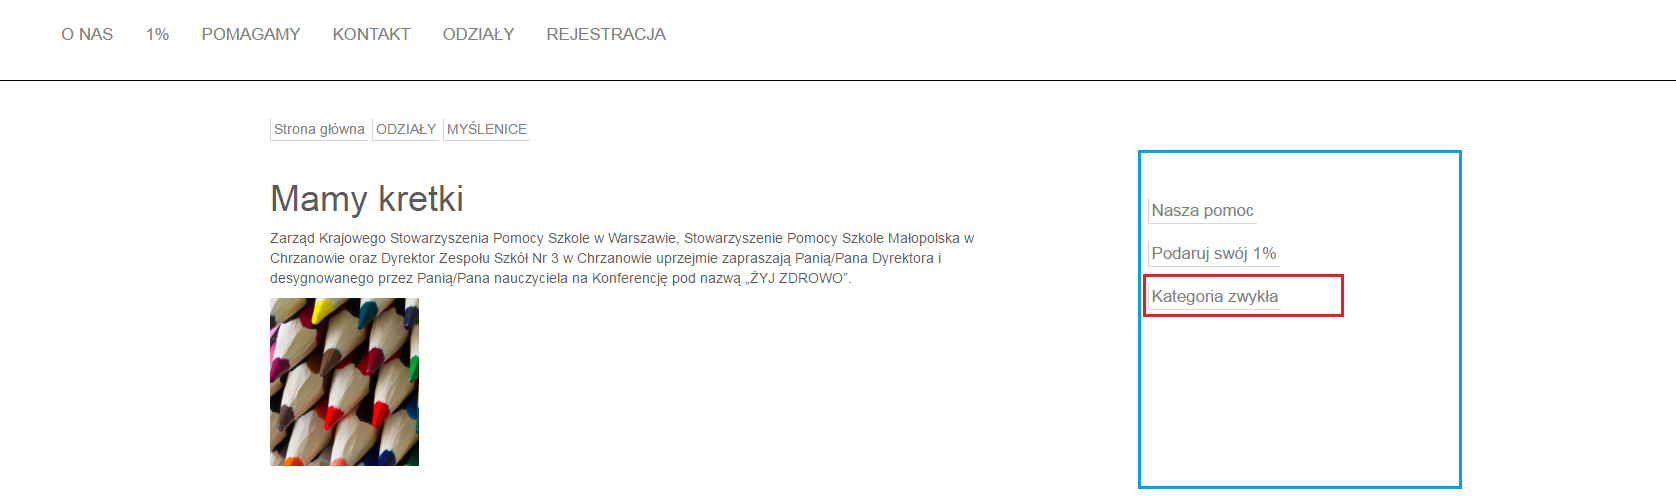 O NAS 1% POMAGAMY KONTAKT ODZIAŁY REJESTRACJA
Strona główna ODZIAŁY MYŚLENICE
Mamy kretki
Zarząd Krajowego Stowarzyszenia Pomocy Szkole w Warszawie, Stowarzyszenie Pomocy Szkole Małopolska w
Chrzanowie oraz Dyrektor Zespołu Szkół Nr 3 w Chrzanowie uprzejmie zapraszają Panią/Pana Dyrektora i
desygnowanego przez Panią/Pana nauczyciela na Konferencję pod nazwą „ŻYJ ZDROWO”.
Nasza pomoc
Podaruj swój 1%
Kategoria zwykła